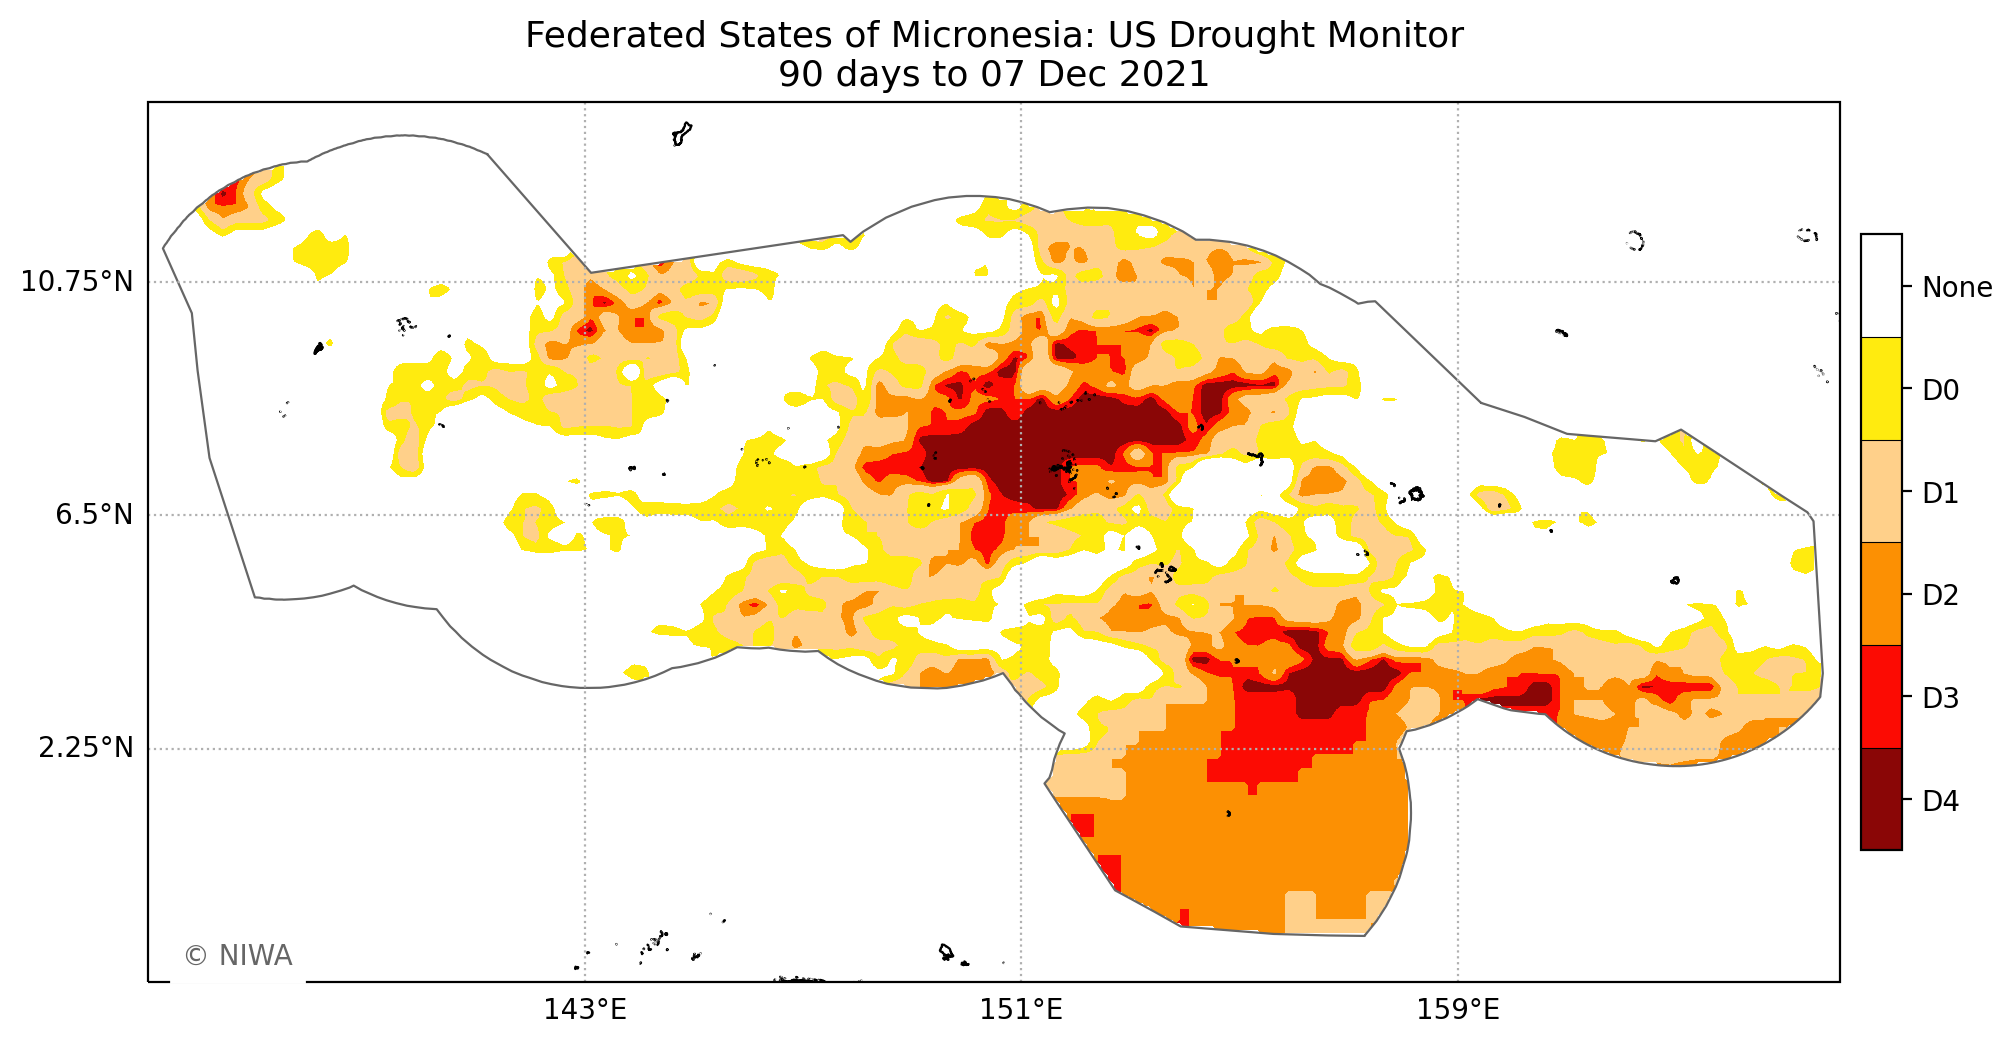 Federated States of Micronesia: US Drought Monitor
90 days to 07 Dec 2021
10.75°N
6.5°N
2.25°N
143°E
151°E
159°E
None
D0
D1
D2
D3
D4
© NIWA